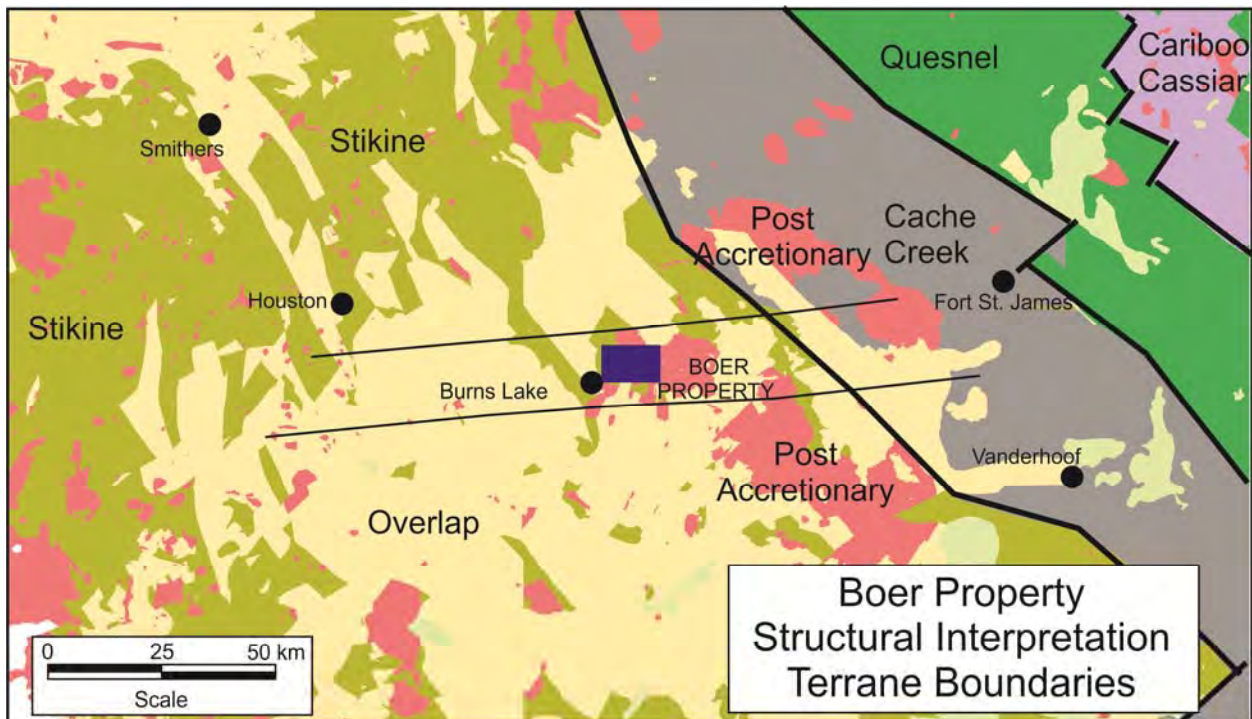 Quesnel
Cariboo
Cassiar
Smithers
Stikine
Post
Accretionary
Cache
Creek
Fort St. James
Houston
Stikine
Burns Lake
BOER
PROPERTY
Vanderhoof
Post
Accretionary
Overlap
Boer Property
Structural Interpretation
Terrane Boundaries
0 25 50 km
Scale